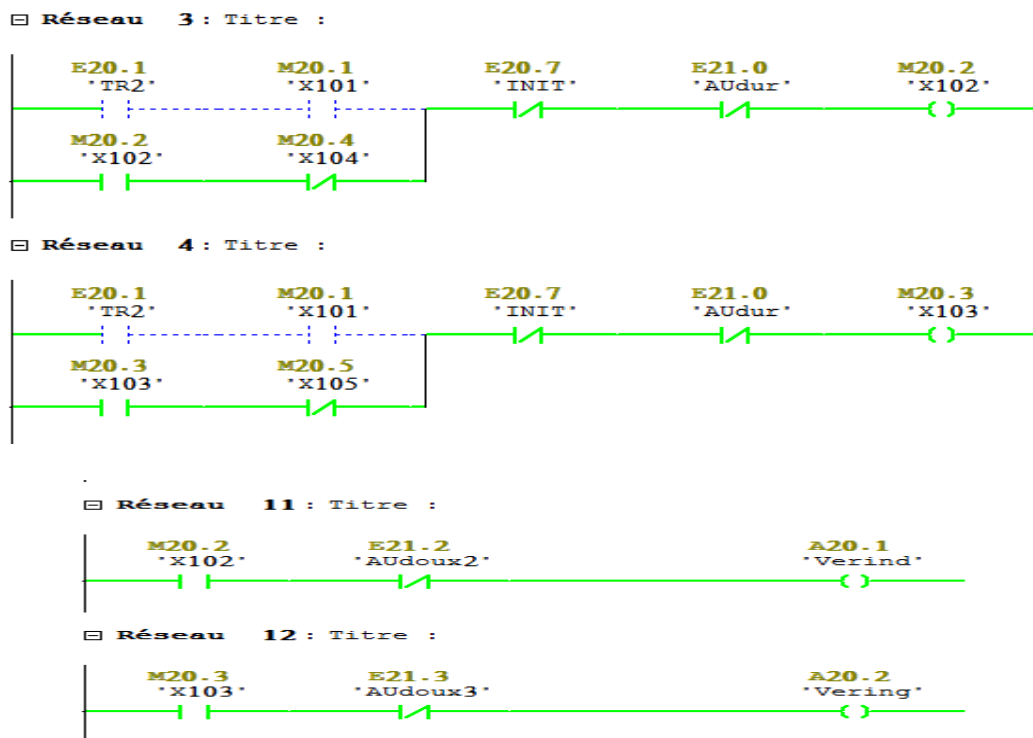 Réseau 3 : Titre :
E20.1 M20.1 E20.7 E21.0 M20.2
"TR2" "X101" "INIT" "AUdur" "X102"
M20.2 M20.4
"X102" "X104"
Réseau 4 : Titre :
E20.1 M20.1 E20.7 E21.0 M20.3
"TR2" "X101" "INIT" "AUdur" "X103"
M20.3 M20.5
"X103" "X105"
.
Réseau 11 : Titre :
M20.2 E21.2 A20.1
"X102" "AUdoux2" "Verind"
Réseau 12 : Titre :
M20.3 E21.3 A20.2
"X103" "AUdoux3" "Vering"